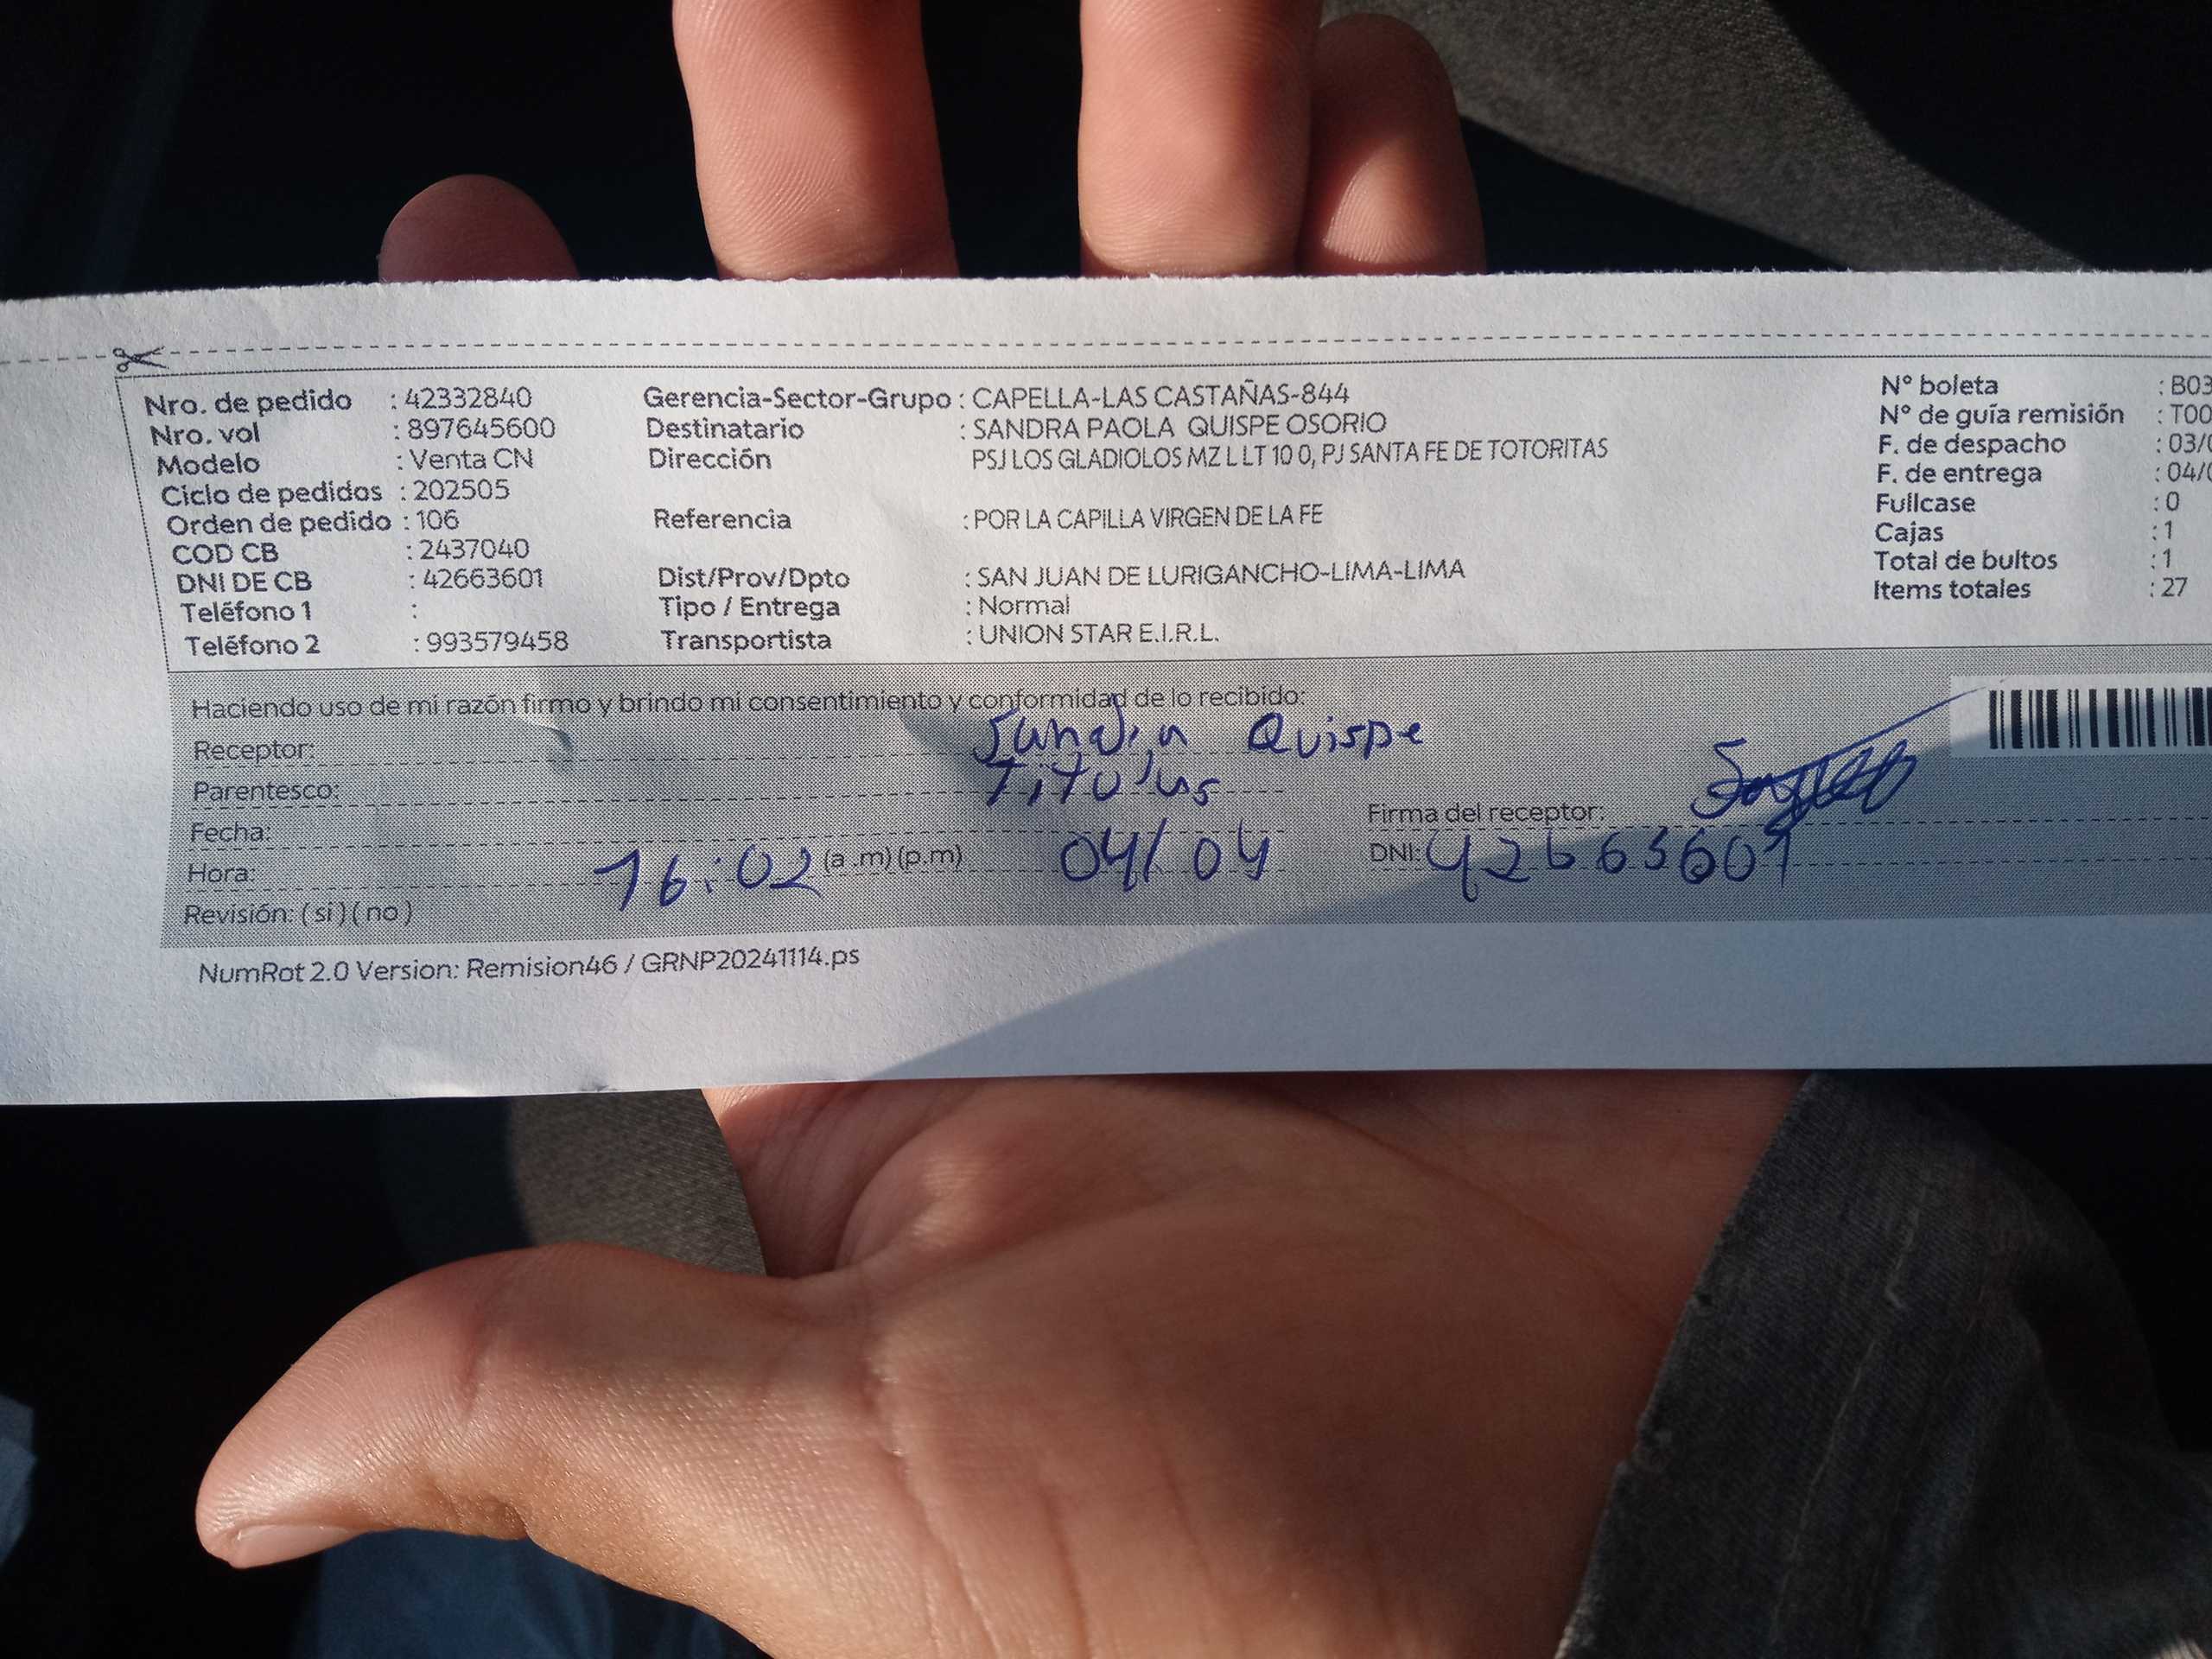 Nro. de pedido : 42332840 Gerencia-Sector-Grupo : CAPELLA-LAS CASTAÑAS-844 N° boleta : B03
Nro. vol : 897645600 Destinatario : SANDRA PAOLA QUISPE OSORIO N° de guía remisión : T00
Modelo : Venta CN Dirección PSJ LOS GLADIOLOS MZ L LT 10 0, PJ SANTA FE DE TOTORITAS F. de despacho : 03/0
Ciclo de pedidos : 202505 F. de entrega : 04/0
Orden de pedido : 106 Referencia : POR LA CAPILLA VIRGEN DE LA FE Fullcase : 0
COD CB : 2437040 Cajas : 1
DNI DE CB : 42663601 Dist/Prov/Dpto : SAN JUAN DE LURIGANCHO-LIMA-LIMA Total de bultos : 1
Teléfono 1 : Tipo / Entrega : Normal Items totales : 27
Teléfono 2 : 993579458 Transportista : UNION STAR E.I.R.L.
Haciendo uso de mi razón firmo y brindo mi consentimiento y conformidad de lo recibido:
Receptor: Sandra Quispe
Parentesco:
Fecha: 04/04 Firma del receptor:
Hora: 16:02 (a .m) (p.m) DNI: 42663601
Revisión: ( si ) ( no )
NumRot 2.0 Version: Remision46 / GRNP20241114.ps